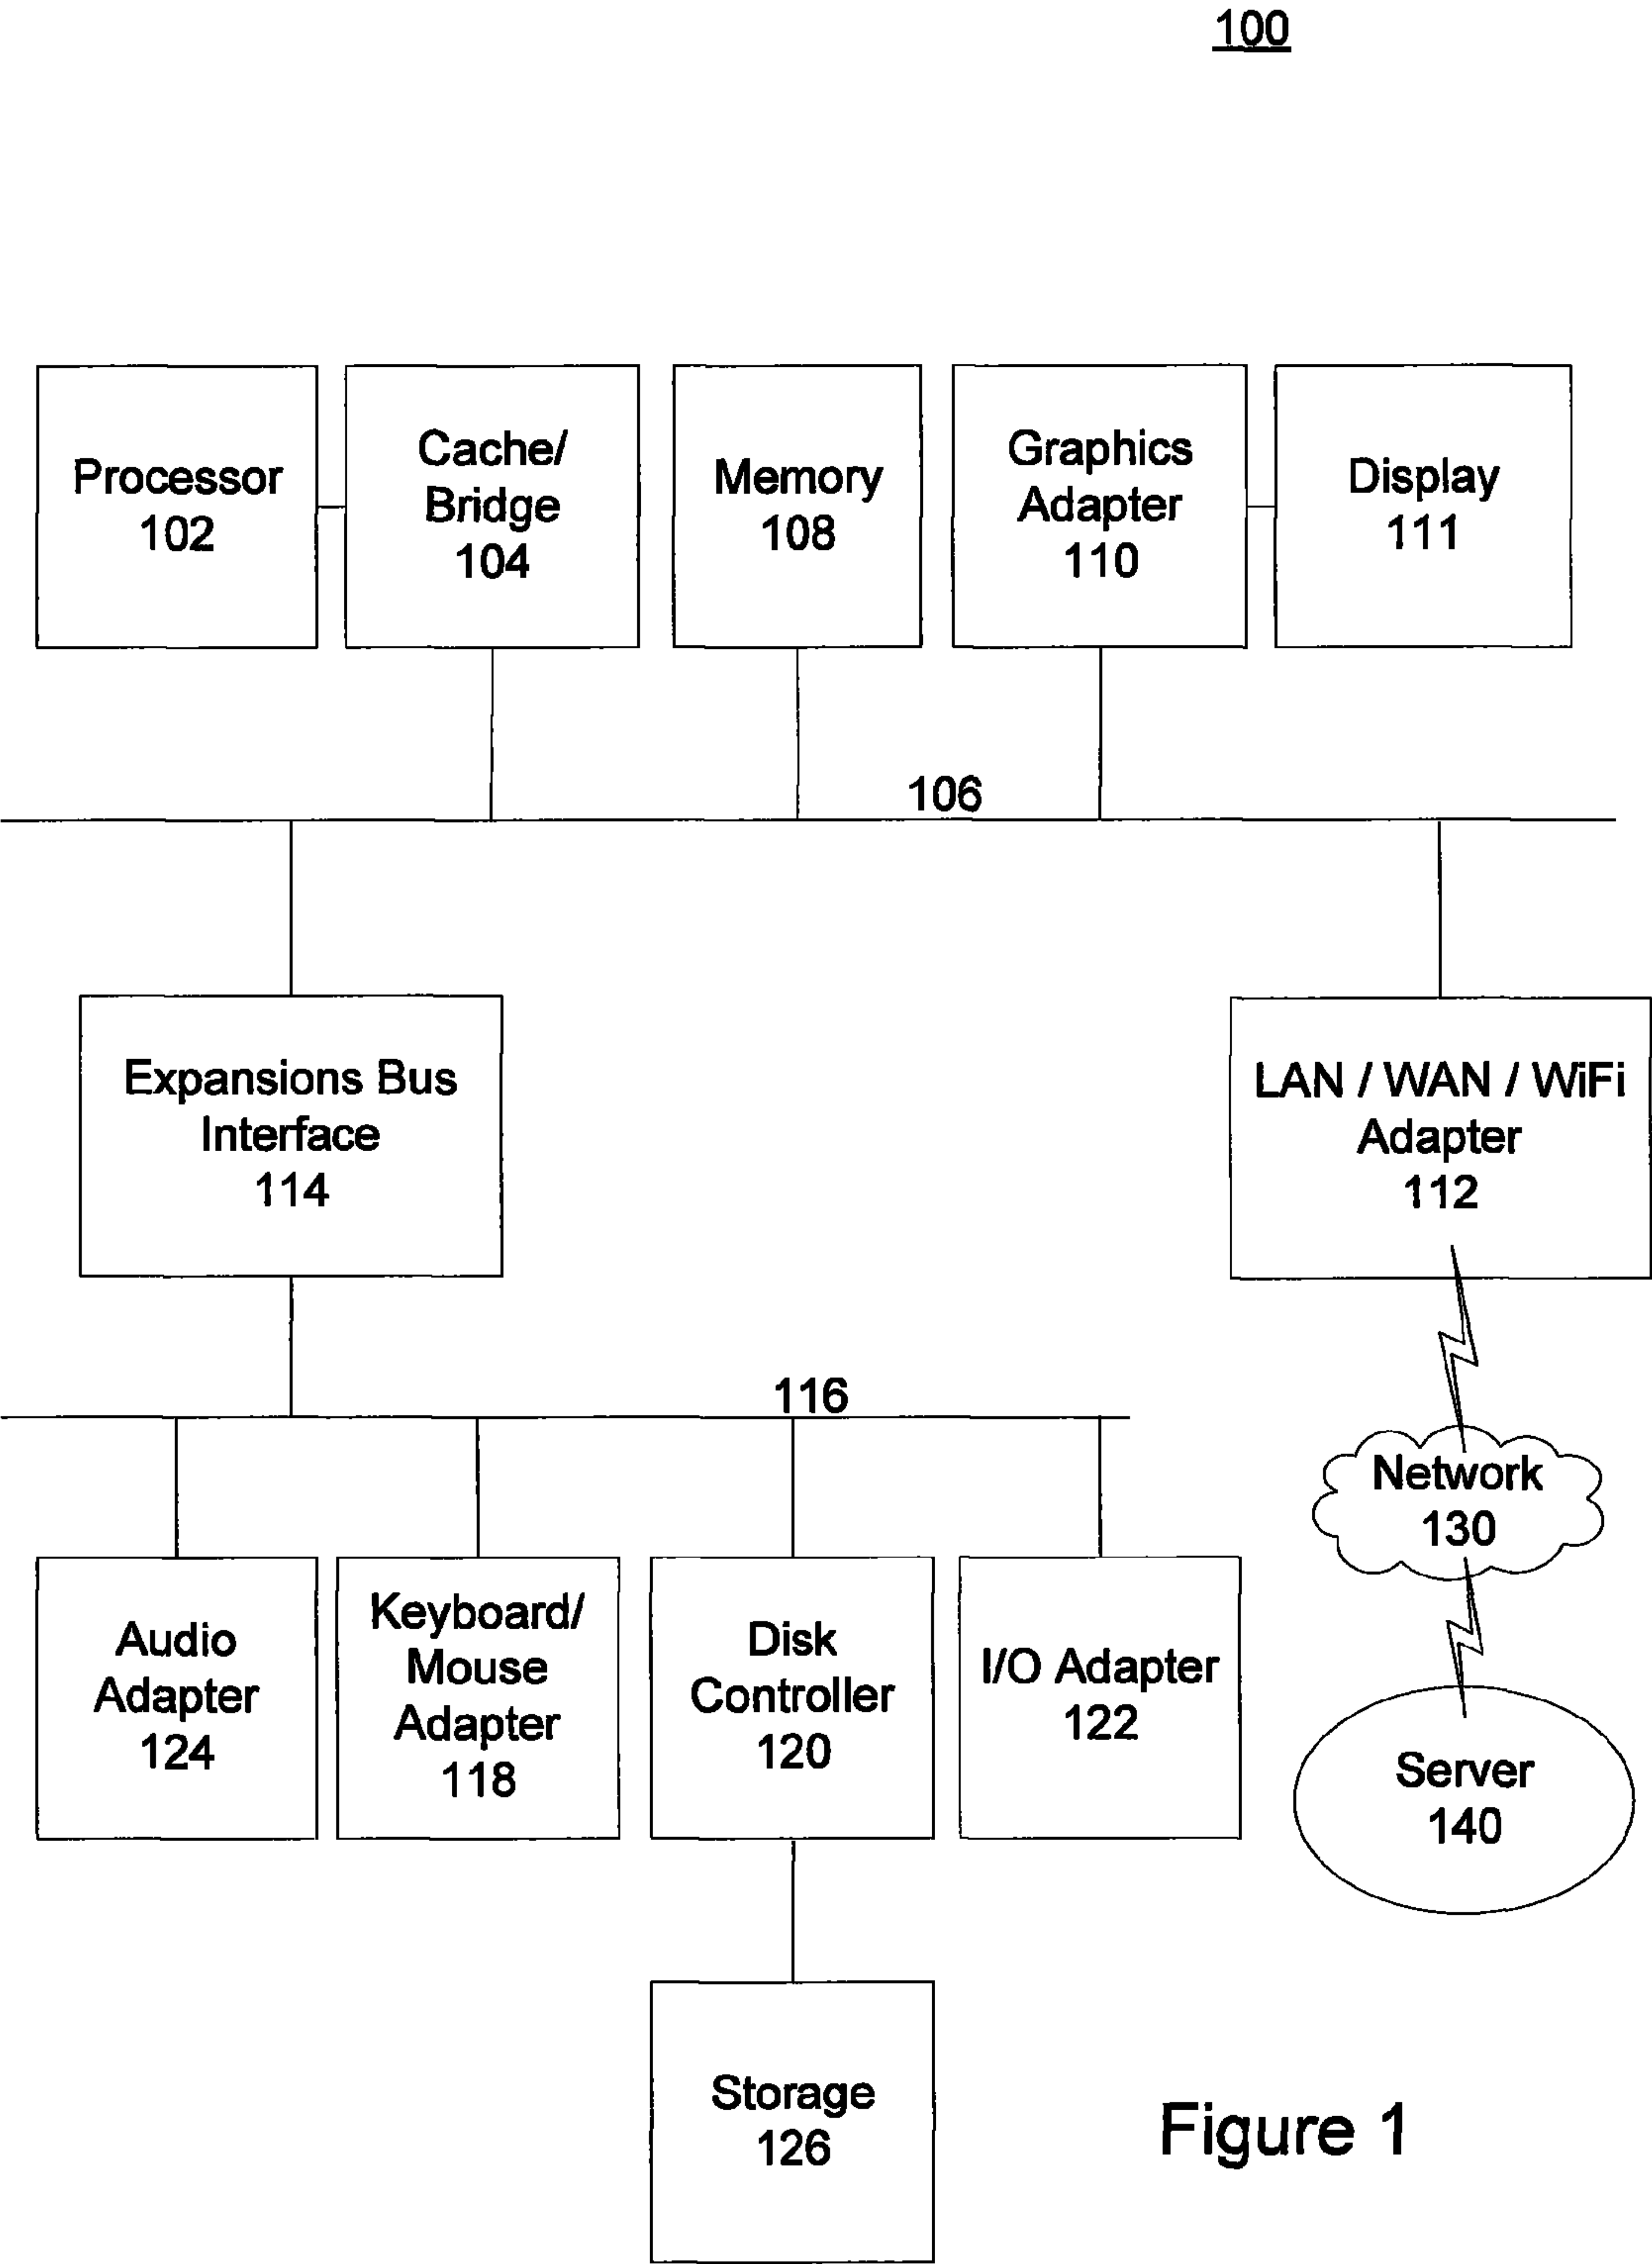 100
Processor
102
Cache/
Bridge
104
Memory
108
Graphics
Adapter
110
Display
111
106
Expansions Bus
Interface
114
LAN / WAN / WiFi
Adapter
112
116
Network
130
Audio
Adapter
124
Keyboard/
Mouse
Adapter
118
Disk
Controller
120
I/O Adapter
122
Server
140
Storage
126
Figure 1